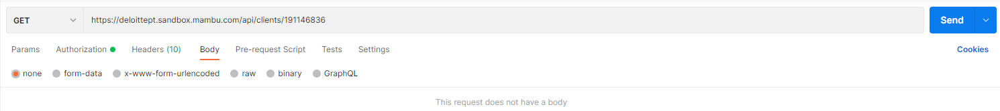 GET https://deloittept.sandbox.mambu.com/api/clients/191146836 Send
Params Authorization Headers (10) Body Pre-request Script Tests Settings Cookies
none form-data x-www-form-urlencoded raw binary GraphQL
This request does not have a body